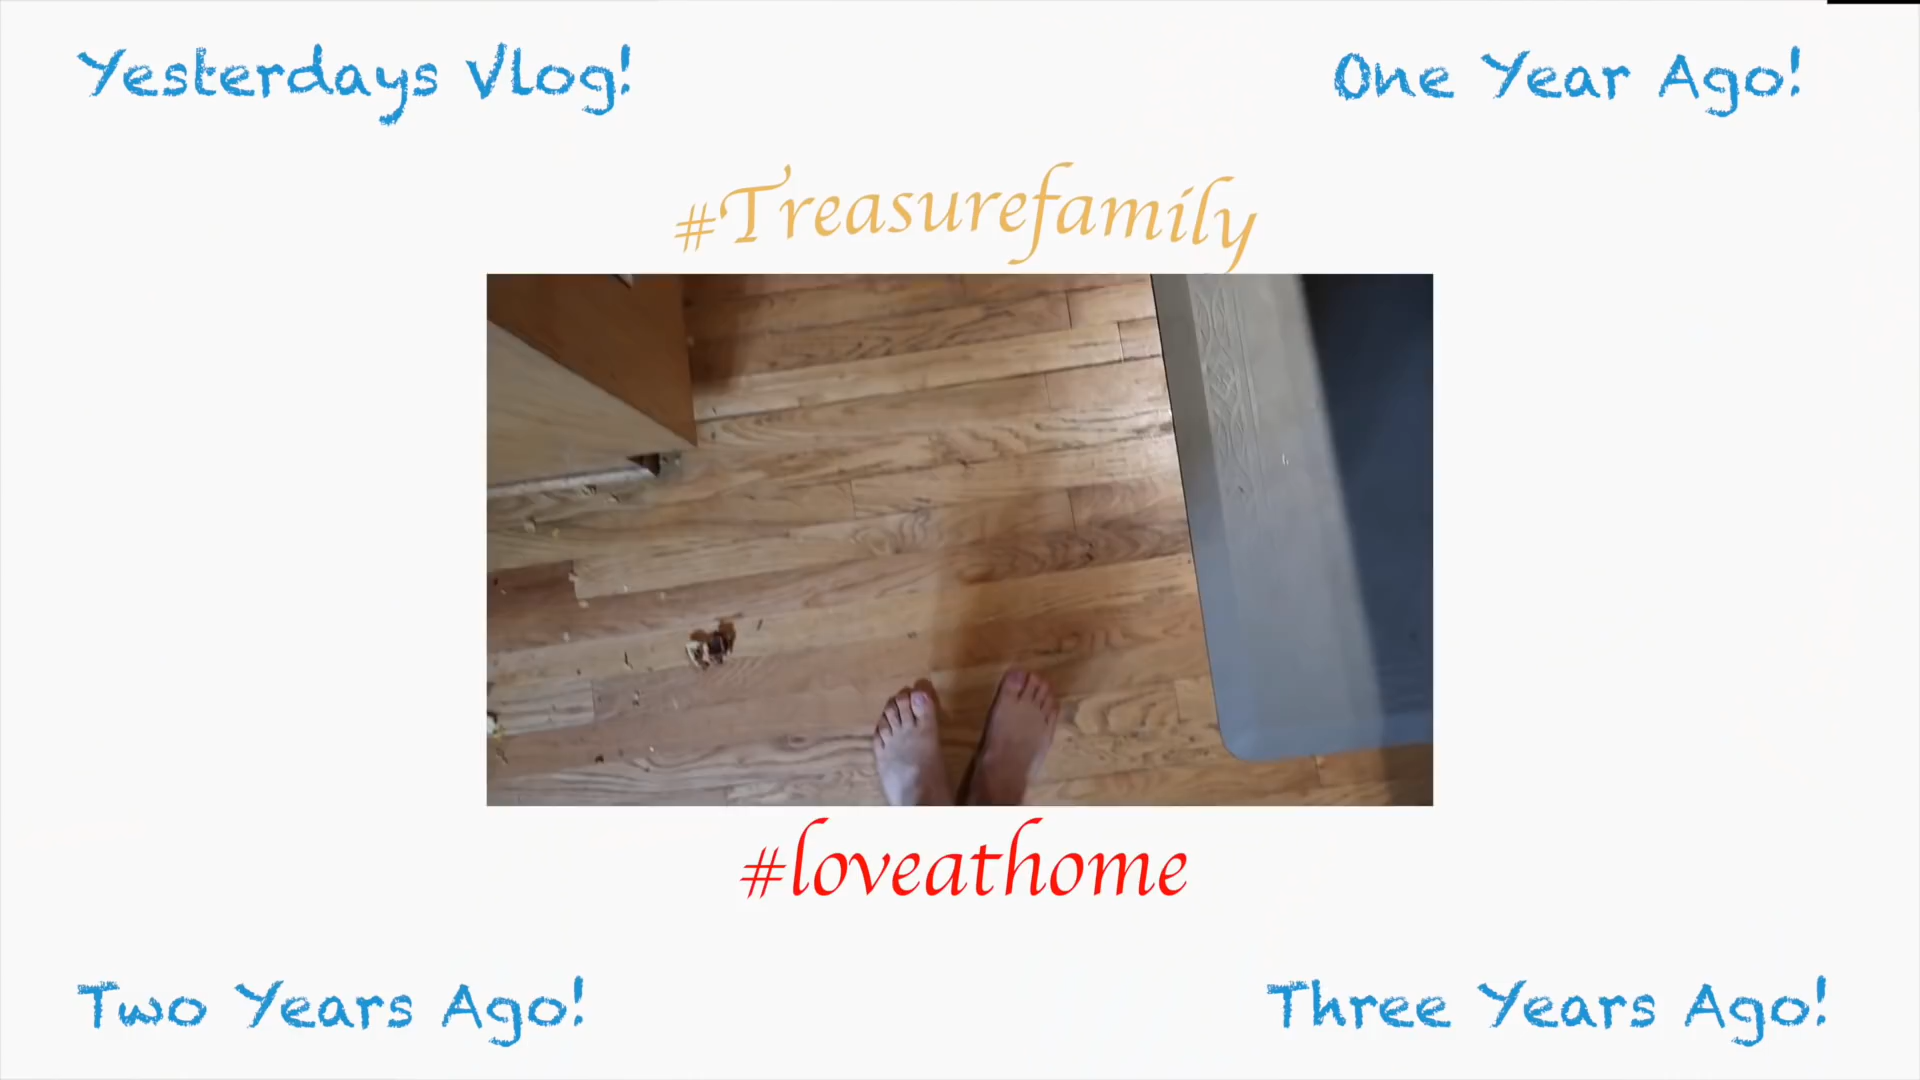 Yesterdays Vlog!
One Year Ago!
#Treasurefamily
#loveathome
Two Years Ago!
Three Years Ago!